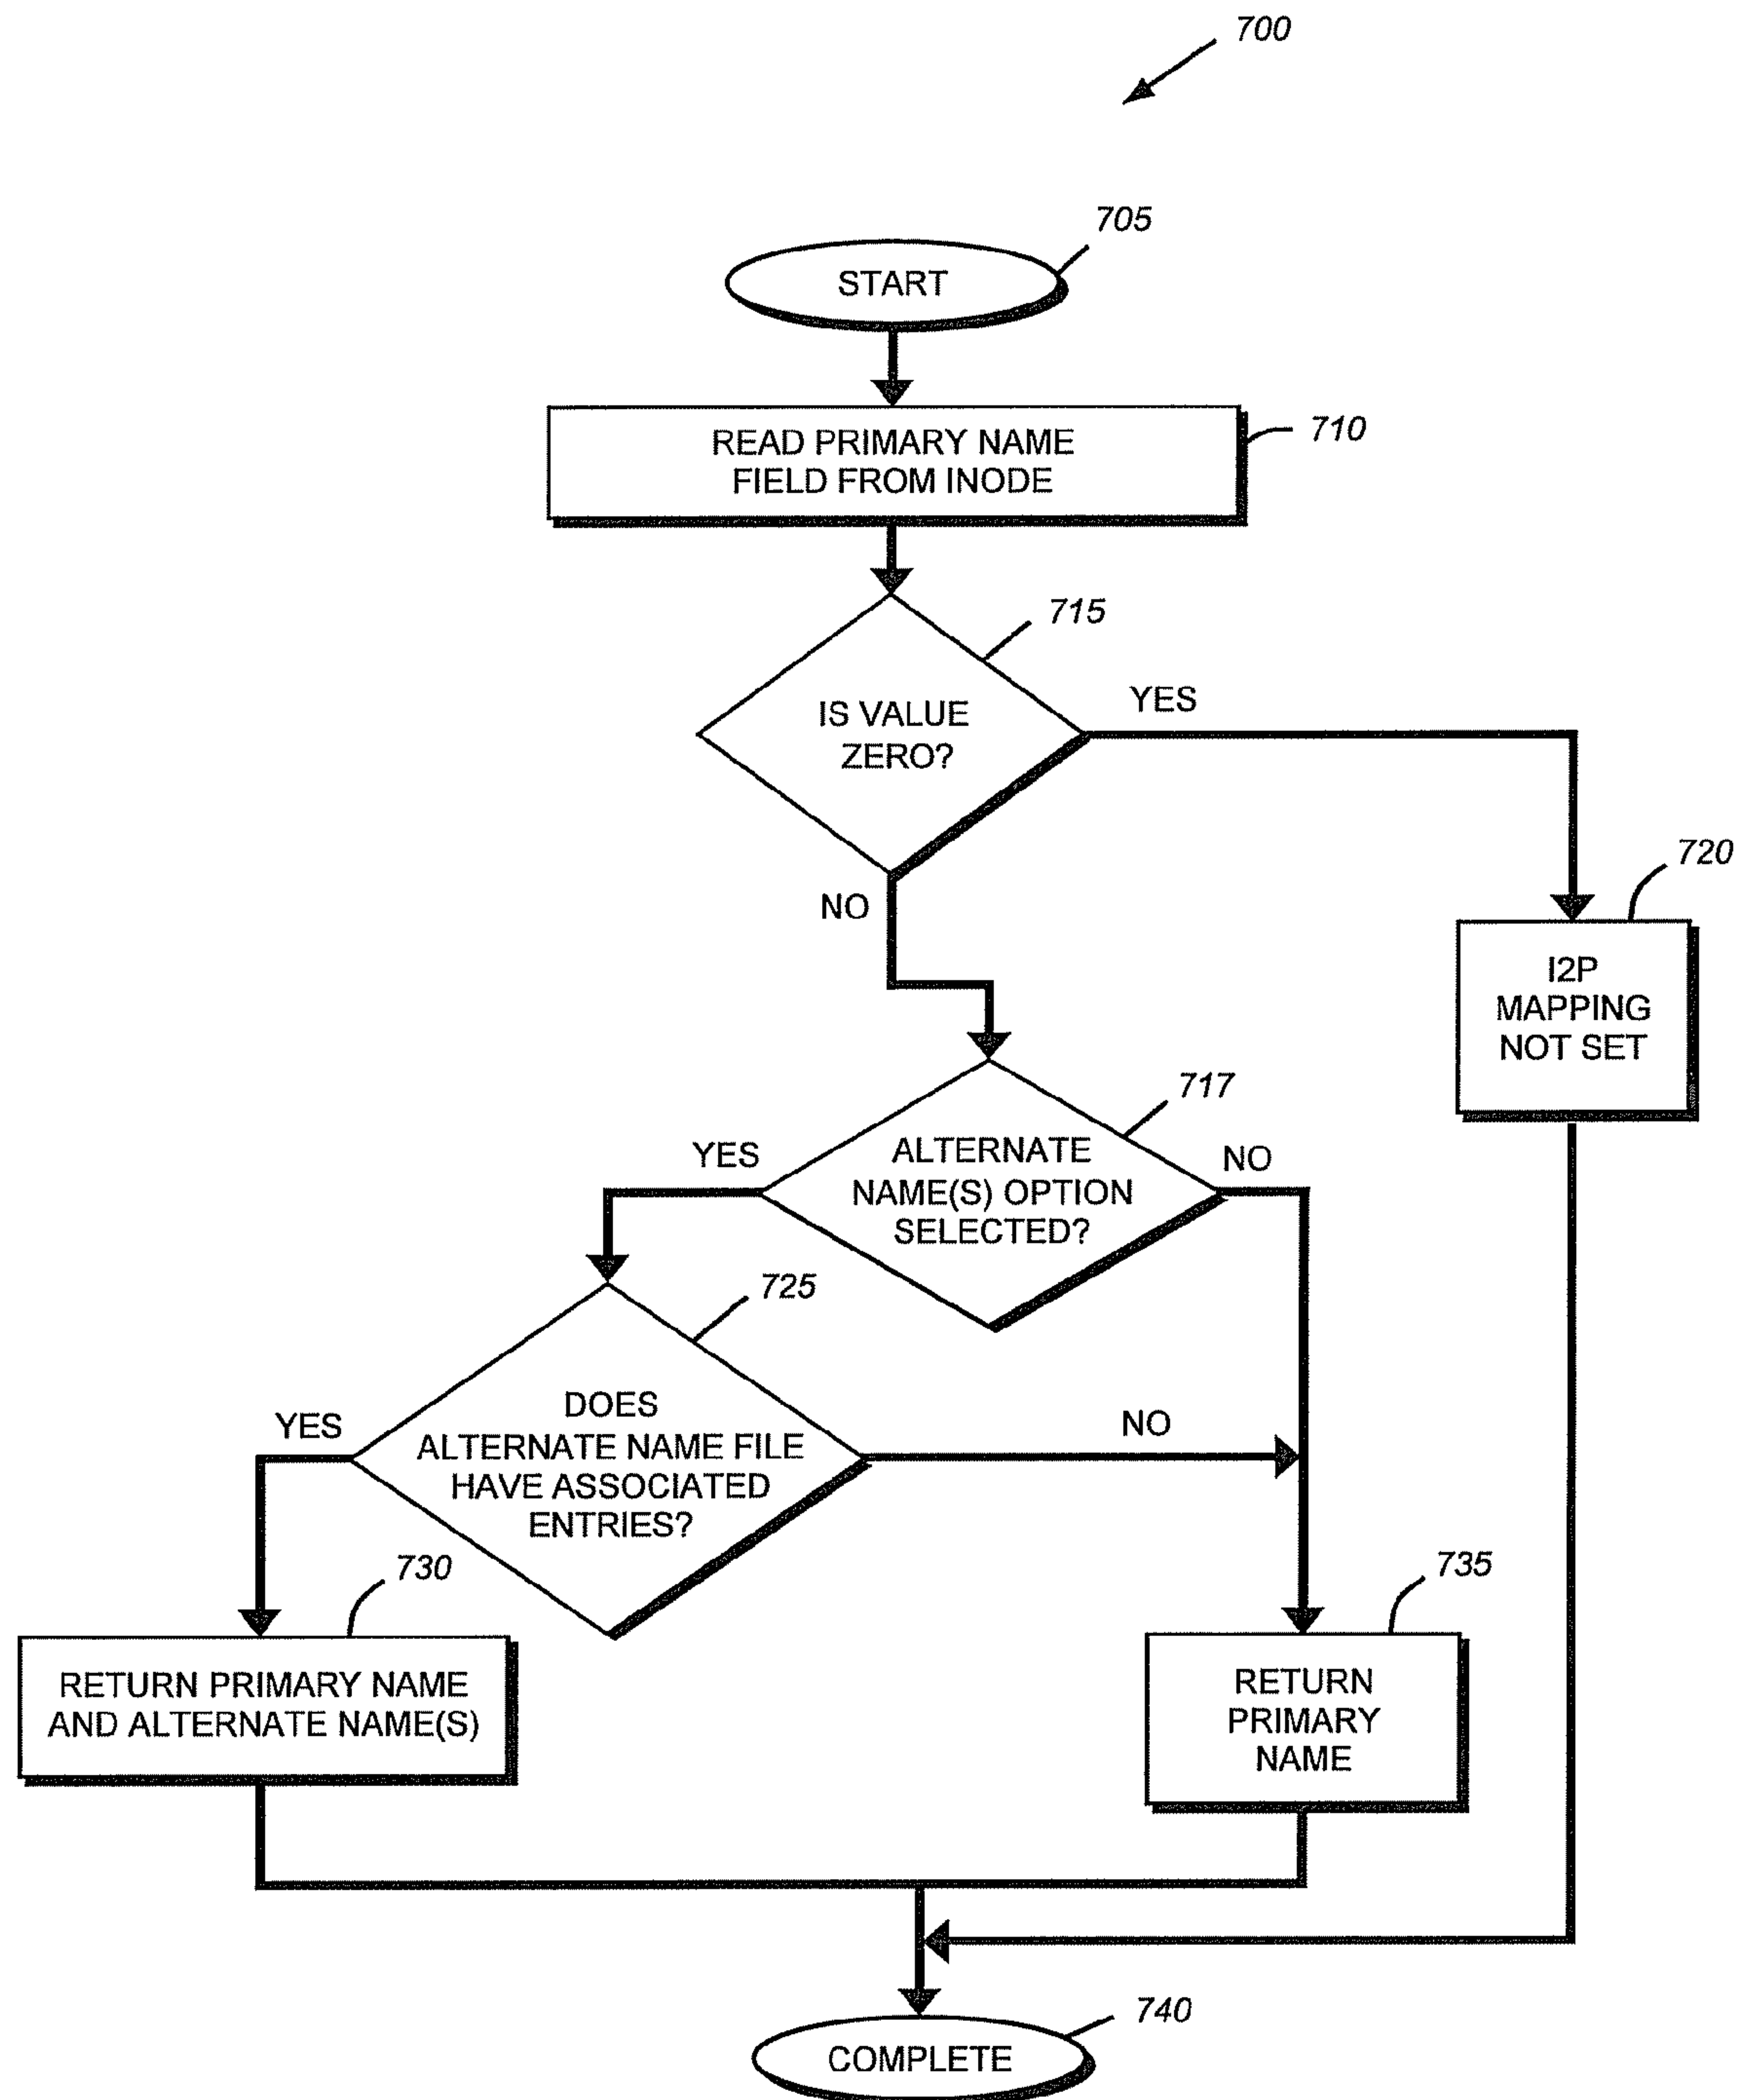 700
705
START
710
READ PRIMARY NAME
FIELD FROM INODE
715
IS VALUE
ZERO?
YES
NO
720
I2P
MAPPING
NOT SET
717
ALTERNATE
NAME(S) OPTION
SELECTED?
YES
NO
725
DOES
ALTERNATE NAME FILE
HAVE ASSOCIATED
ENTRIES?
YES
NO
730
RETURN PRIMARY NAME
AND ALTERNATE NAME(S)
735
RETURN
PRIMARY
NAME
740
COMPLETE